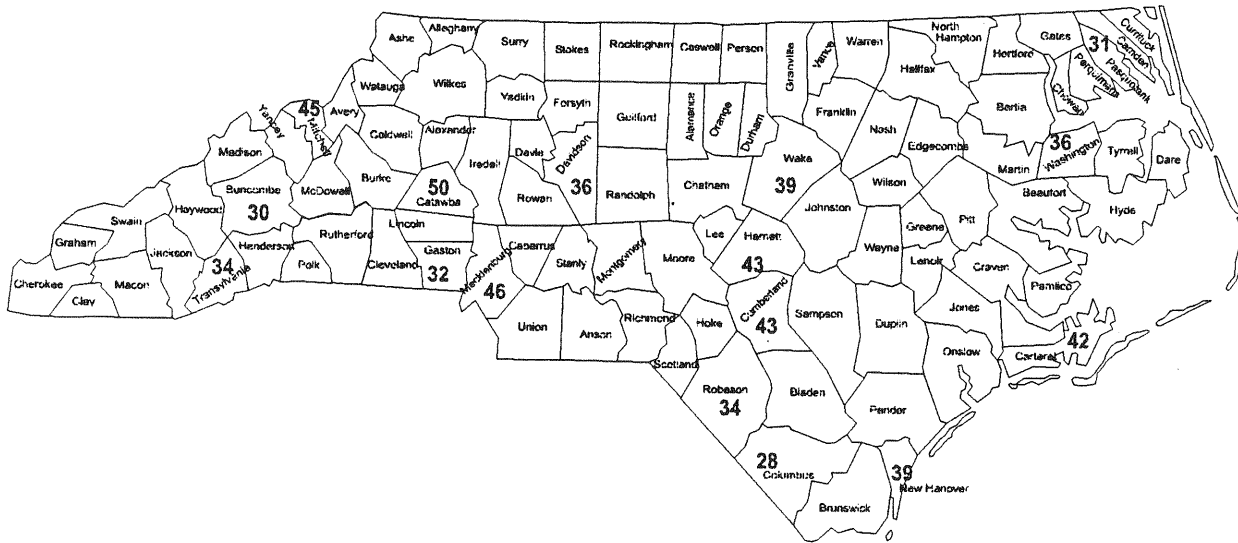 Ashe
Alleghany
Surry
Stokes
Rockingham
Caswell
Person
Granville
Vance
Warren
North
Hampton
Hertford
Gates
31
Currituck
Camden
Pasquotank
Perquimans
Chowan
Halifax
Watauga
Wilkes
Yadkin
Forsyth
Guilford
Alamance
Orange
Durham
Franklin
Nash
Edgecombe
Bertie
Martin
36
Washington
Tyrrell
Dare
45
Yancey
Mitchell
Avery
Caldwell
Alexander
Iredell
Davie
Davidson
36
Randolph
Chatham
Wake
39
Wilson
Johnston
Pitt
Beaufort
Hyde
Madison
Buncombe
30
McDowell
Burke
50
Catawba
Rowan
Haywood
Swain
Graham
Jackson
Cherokee
Clay
Macon
34
Transylvania
Henderson
Polk
Rutherford
Cleveland
Lincoln
Gaston
32
Mecklenburg
46
Cabarrus
Stanly
Montgomery
Moore
Lee
Harnett
43
Wayne
Greene
Lenoir
Craven
Pamlico
Jones
Union
Anson
Richmond
Scotland
Hoke
Cumberland
43
Sampson
Duplin
Onslow
Carteret
42
Robeson
34
Bladen
Pender
28
Columbus
Brunswick
39
New Hanover